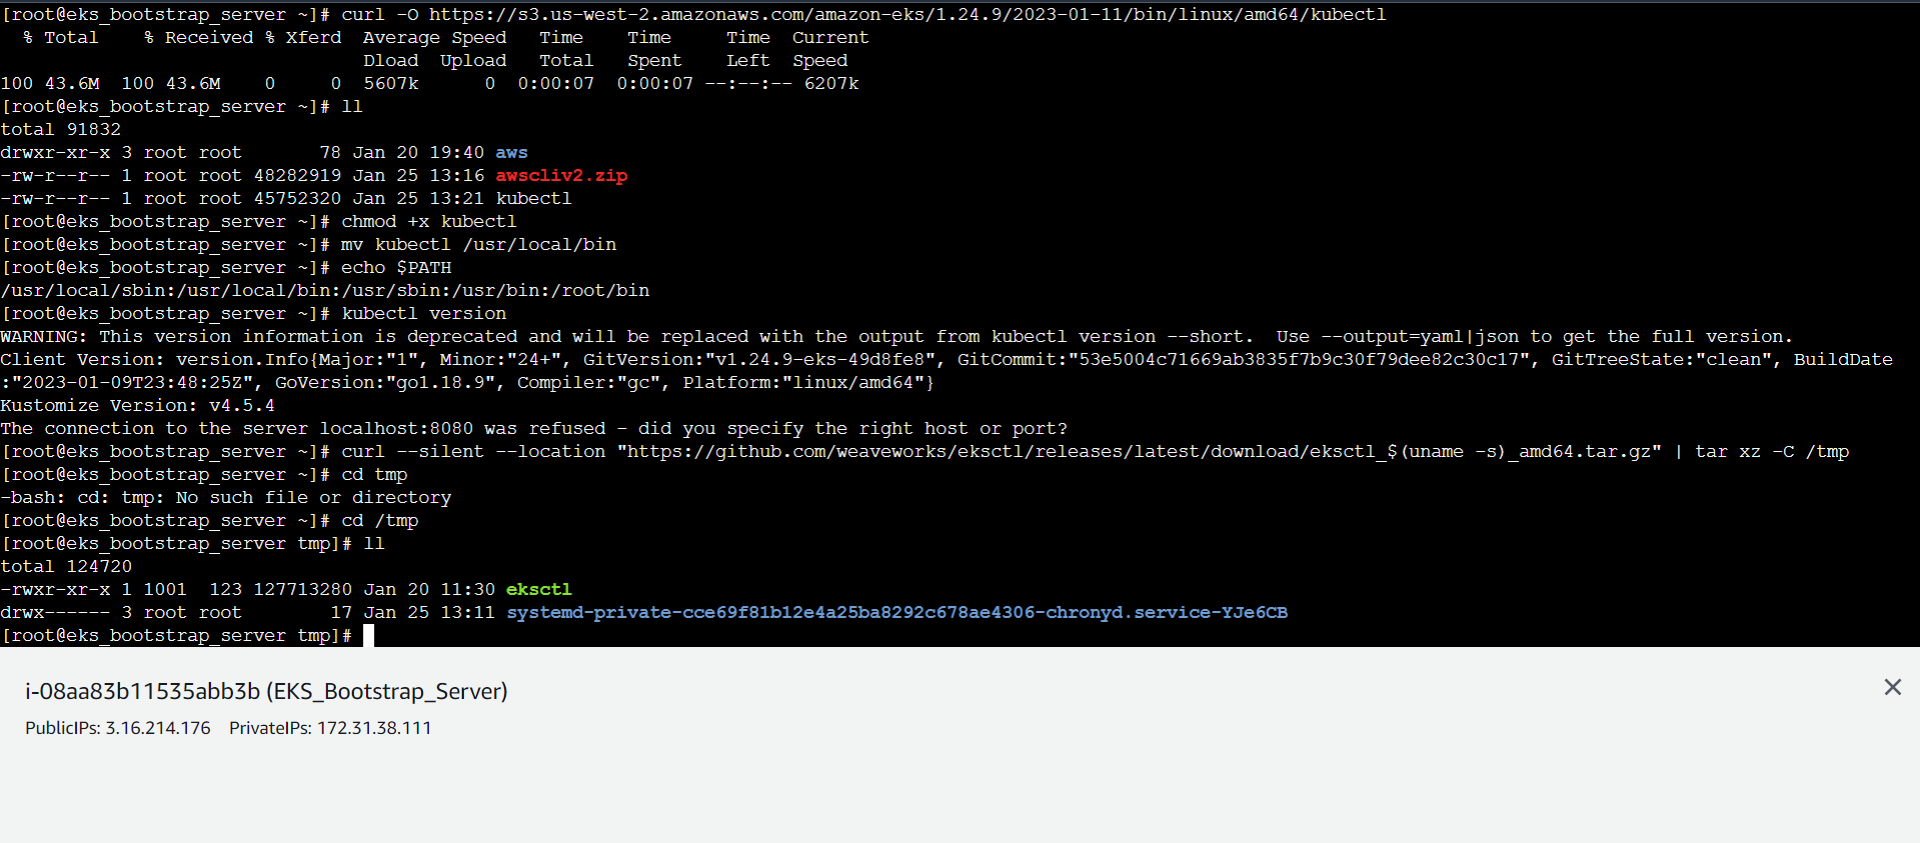 [root@eks_bootstrap_server ~]# curl -O https://s3.us-west-2.amazonaws.com/amazon-eks/1.24.9/2023-01-11/bin/linux/amd64/kubectl
  % Total    % Received % Xferd  Average Speed   Time    Time     Time  Current
                                 Dload  Upload   Total   Spent    Left  Speed
100 43.6M  100 43.6M    0     0  5607k      0  0:00:07  0:00:07 --:--:-- 6207k
[root@eks_bootstrap_server ~]# ll
total 91832
drwxr-xr-x 3 root root       78 Jan 20 19:40 aws
-rw-r--r-- 1 root root 48282919 Jan 25 13:16 awscliv2.zip
-rw-r--r-- 1 root root 45752320 Jan 25 13:21 kubectl
[root@eks_bootstrap_server ~]# chmod +x kubectl
[root@eks_bootstrap_server ~]# mv kubectl /usr/local/bin
[root@eks_bootstrap_server ~]# echo $PATH
/usr/local/sbin:/usr/local/bin:/usr/sbin:/usr/bin:/root/bin
[root@eks_bootstrap_server ~]# kubectl version
WARNING: This version information is deprecated and will be replaced with the output from kubectl version --short.  Use --output=yaml|json to get the full version.
Client Version: version.Info{Major:"1", Minor:"24+", GitVersion:"v1.24.9-eks-49d8fe8", GitCommit:"53e5004c71669ab3835f7b9c30f79dee82c30c17", GitTreeState:"clean", BuildDate
:"2023-01-09T23:48:25Z", GoVersion:"go1.18.9", Compiler:"gc", Platform:"linux/amd64"}
Kustomize Version: v4.5.4
The connection to the server localhost:8080 was refused - did you specify the right host or port?
[root@eks_bootstrap_server ~]# curl --silent --location "https://github.com/weaveworks/eksctl/releases/latest/download/eksctl_$(uname -s)_amd64.tar.gz" | tar xz -C /tmp
[root@eks_bootstrap_server ~]# cd tmp
-bash: cd: tmp: No such file or directory
[root@eks_bootstrap_server ~]# cd /tmp
[root@eks_bootstrap_server tmp]# ll
total 124720
-rwxr-xr-x 1 1001  123 127713280 Jan 20 11:30 eksctl
drwx------ 3 root root        17 Jan 25 13:11 systemd-private-cce69f81b12e4a25ba8292c678ae4306-chronyd.service-YJe6CB
[root@eks_bootstrap_server tmp]#
i-08aa83b11535abb3b (EKS_Bootstrap_Server)
PublicIPs: 3.16.214.176    PrivateIPs: 172.31.38.111